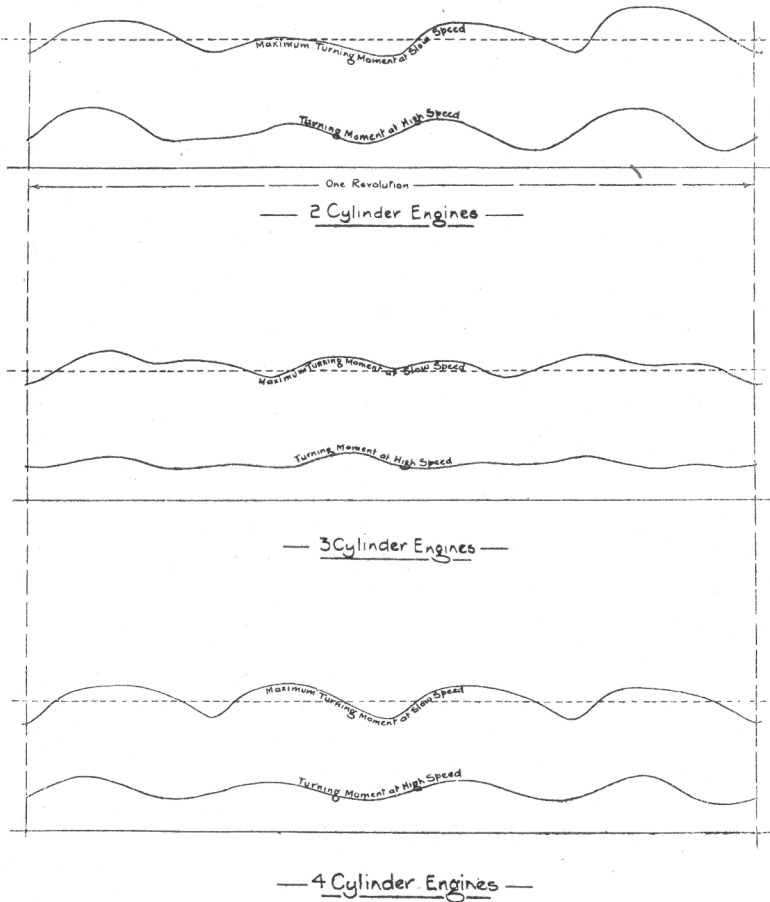 Maximum Turning Moment at Slow Speed
Turning Moment at High Speed
One Revolution
2 Cylinder Engines
Maximum Turning Moment at Slow Speed
Turning Moment at High Speed
3 Cylinder Engines
Maximum Turning Moment at Slow Speed
Turning Moment at High Speed
4 Cylinder Engines